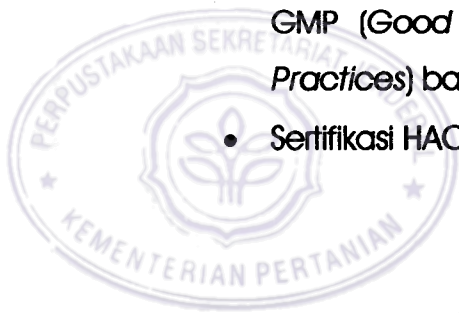 GMP (Good
Practices) ba
• Sertifikasi HAC
PERPUSTAKAAN SEKRETARIAT JENDERAL
KEMENTERIAN PERTANIAN